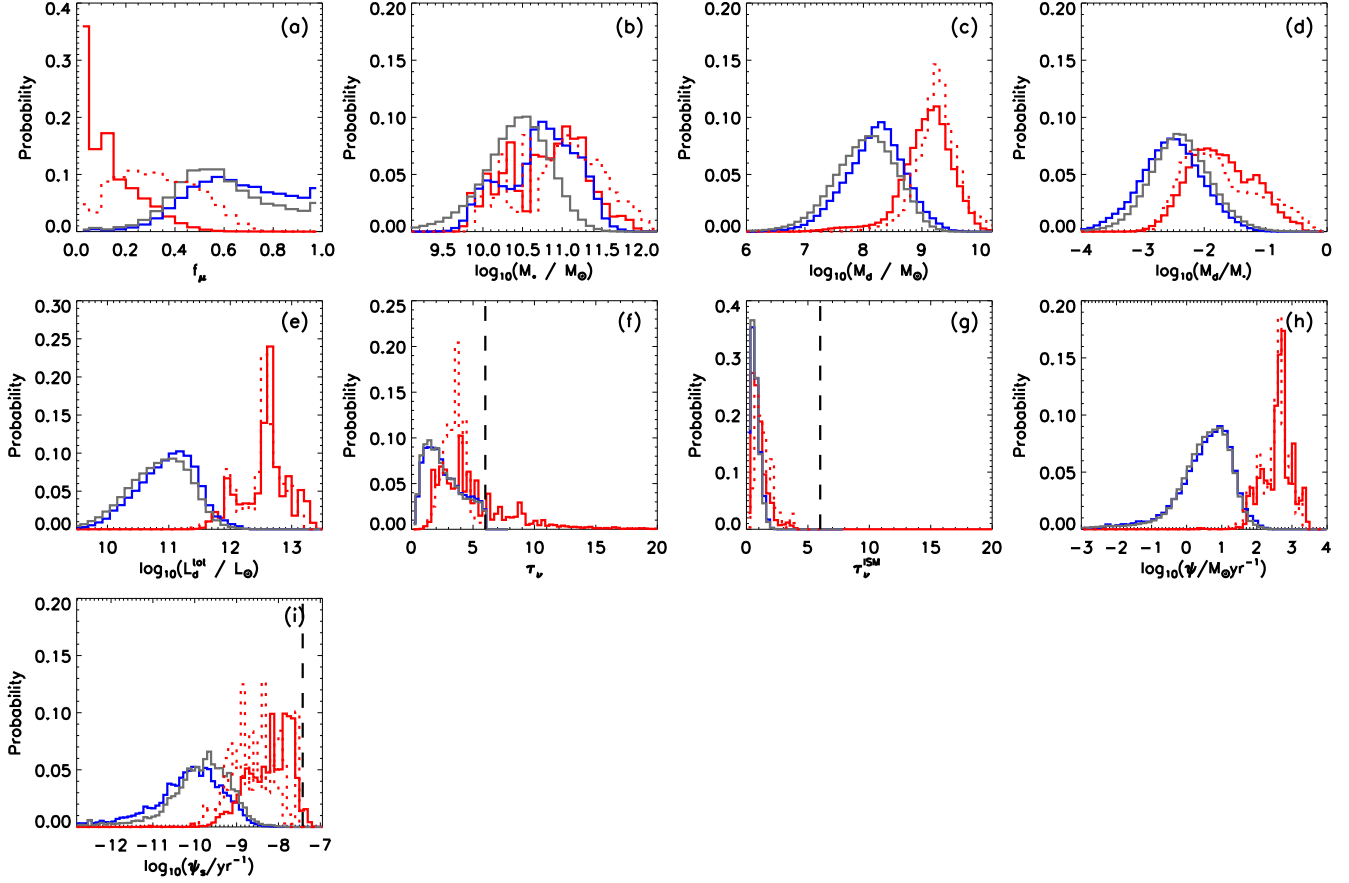 (a)
Probability
0.4
0.3
0.2
0.1
0.0
0.0 0.2 0.4 0.6 0.8 1.0
f_μ
(b)
Probability
0.20
0.15
0.10
0.05
0.00
9.5 10.0 10.5 11.0 11.5 12.0
log₁₀(M* / M⊙)
(c)
Probability
0.20
0.15
0.10
0.05
0.00
6 7 8 9 10
log₁₀(M_d / M⊙)
(d)
Probability
0.20
0.15
0.10
0.05
0.00
−4 −3 −2 −1 0
log₁₀(M_d/M*)
(e)
Probability
0.30
0.25
0.20
0.15
0.10
0.05
0.00
10 11 12 13
log₁₀(L_d^tot / L⊙)
(f)
Probability
0.25
0.20
0.15
0.10
0.05
0.00
0 5 10 15 20
τ_ν
(g)
Probability
0.4
0.3
0.2
0.1
0.0
0 5 10 15 20
τ_ν^ISM
(h)
Probability
0.20
0.15
0.10
0.05
0.00
−3 −2 −1 0 1 2 3 4
log₁₀(ψ/M⊙yr⁻¹)
(i)
Probability
0.20
0.15
0.10
0.05
0.00
−12 −11 −10 −9 −8 −7
log₁₀(ψ_s/yr⁻¹)